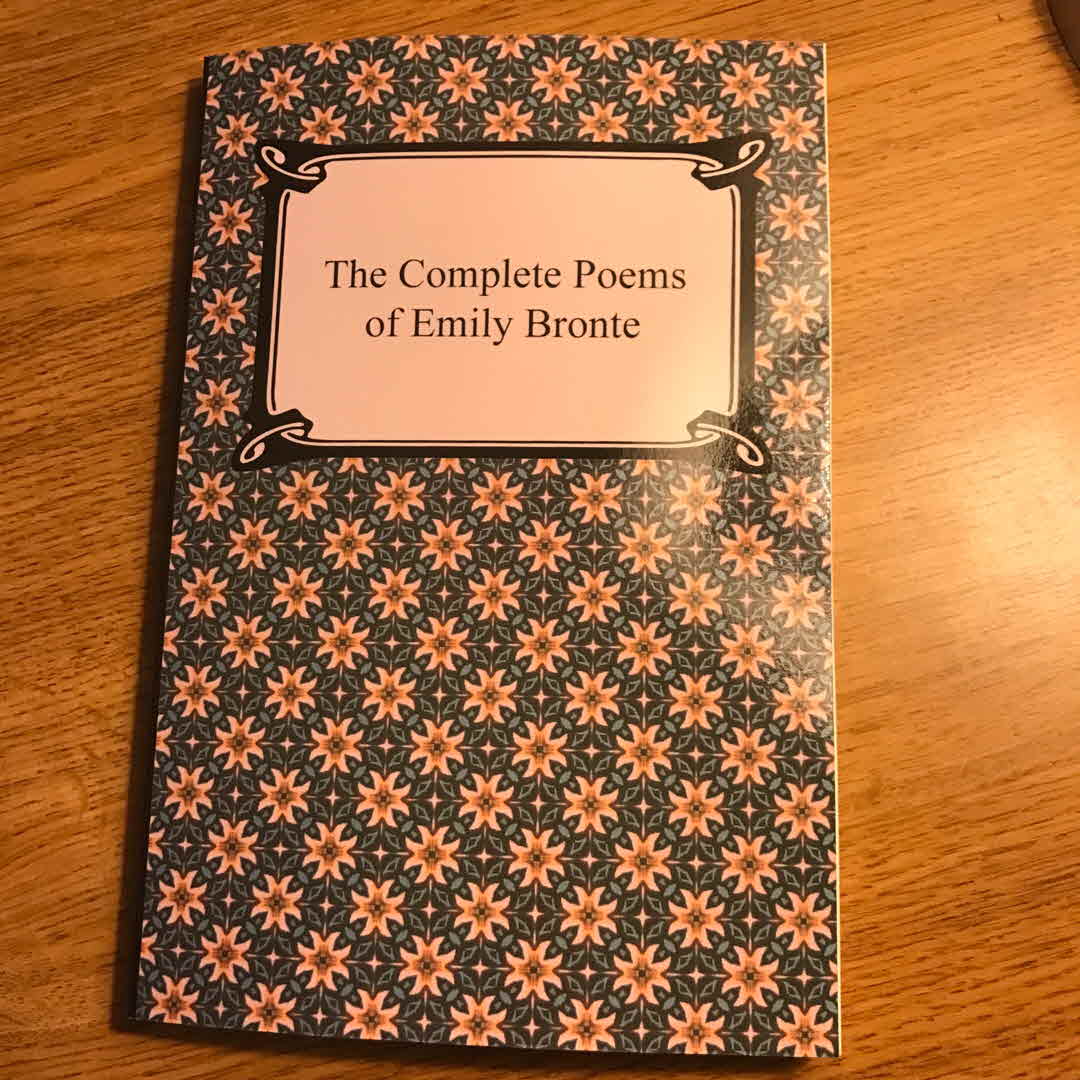 The Complete Poems
of Emily Bronte